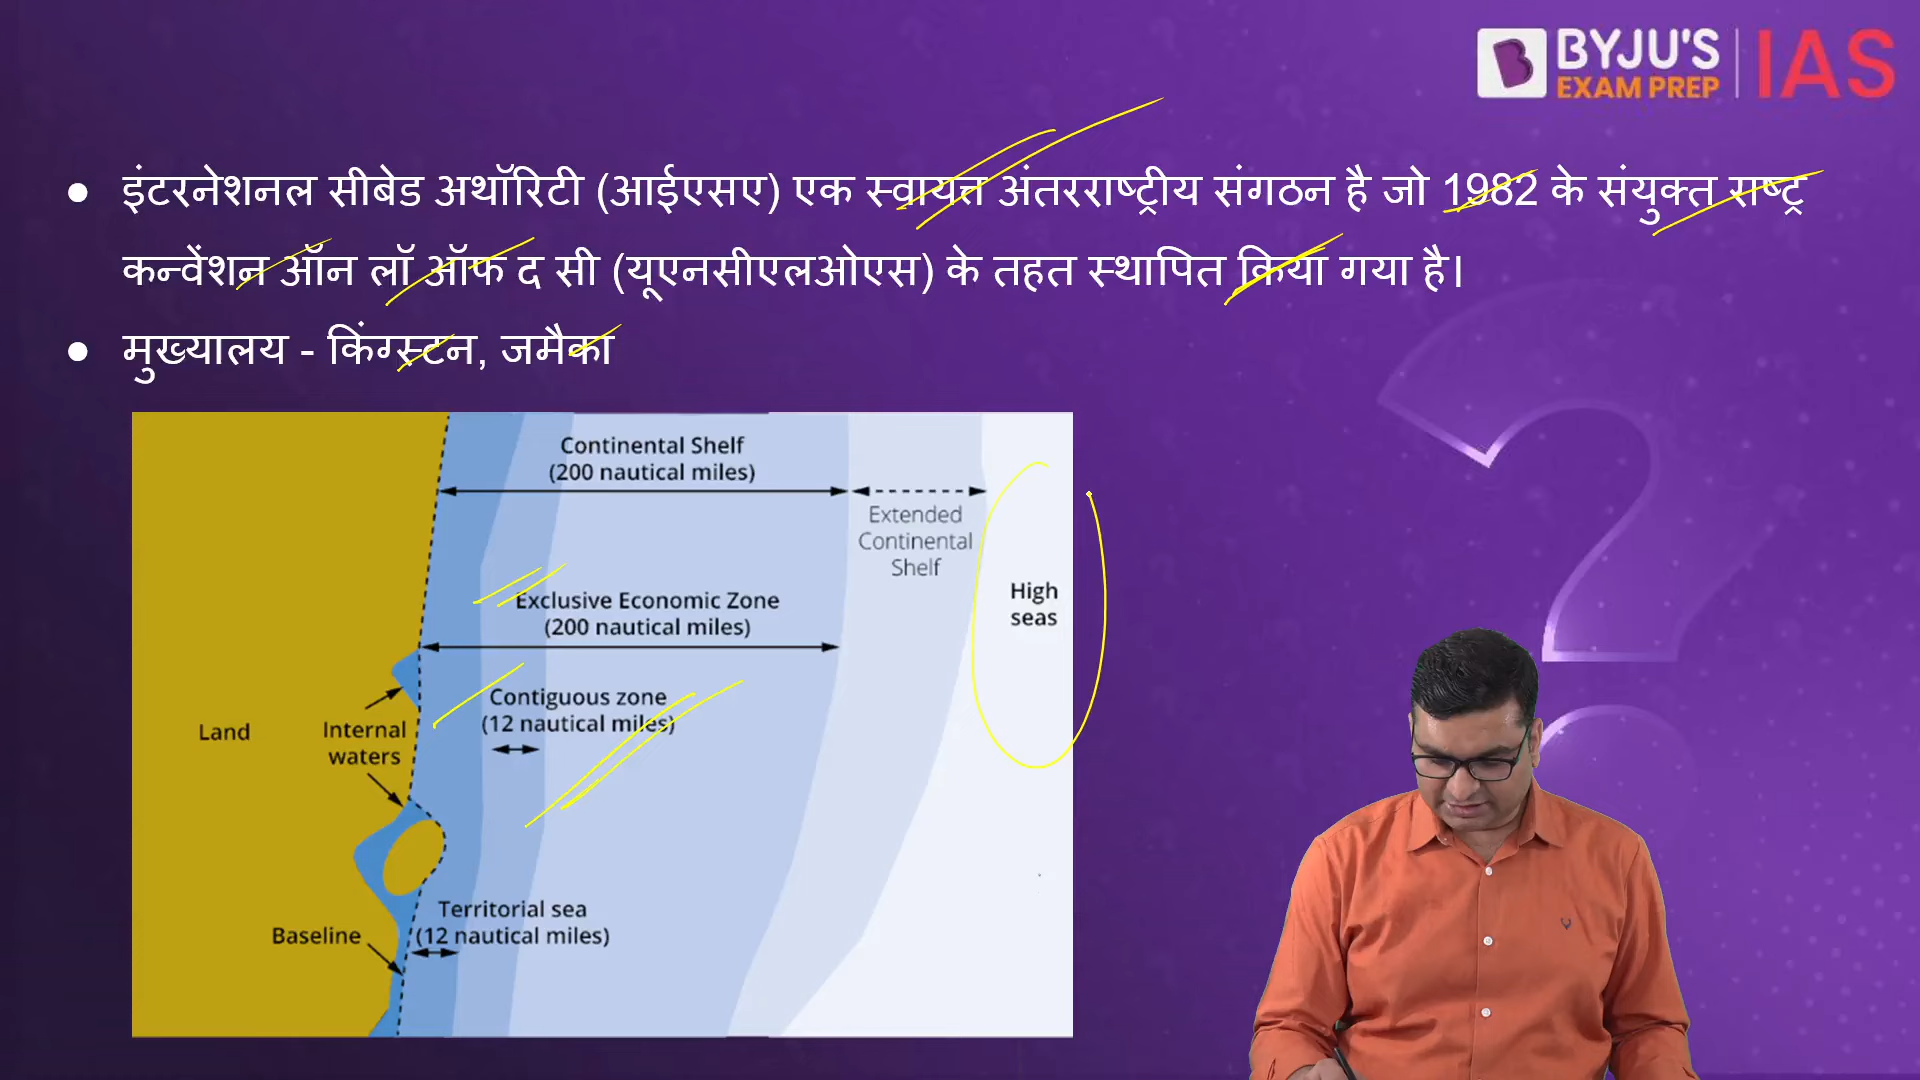 BYJU'S
EXAM PREP
IAS
इंटरनेशनल सीबेड अथॉरिटी (आईएसए) एक स्वायत्त अंतरराष्ट्रीय संगठन है जो 1982 के संयुक्त राष्ट्र
कन्वेंशन ऑन लॉ ऑफ द सी (यूएनसीएलओएस) के तहत स्थापित किया गया है।
मुख्यालय - किंग्स्टन, जमैका
Continental Shelf
(200 nautical miles)
Extended
Continental
Shelf
High
seas
Exclusive Economic Zone
(200 nautical miles)
Contiguous zone
(12 nautical miles)
Land
Internal
waters
Territorial sea
(12 nautical miles)
Baseline